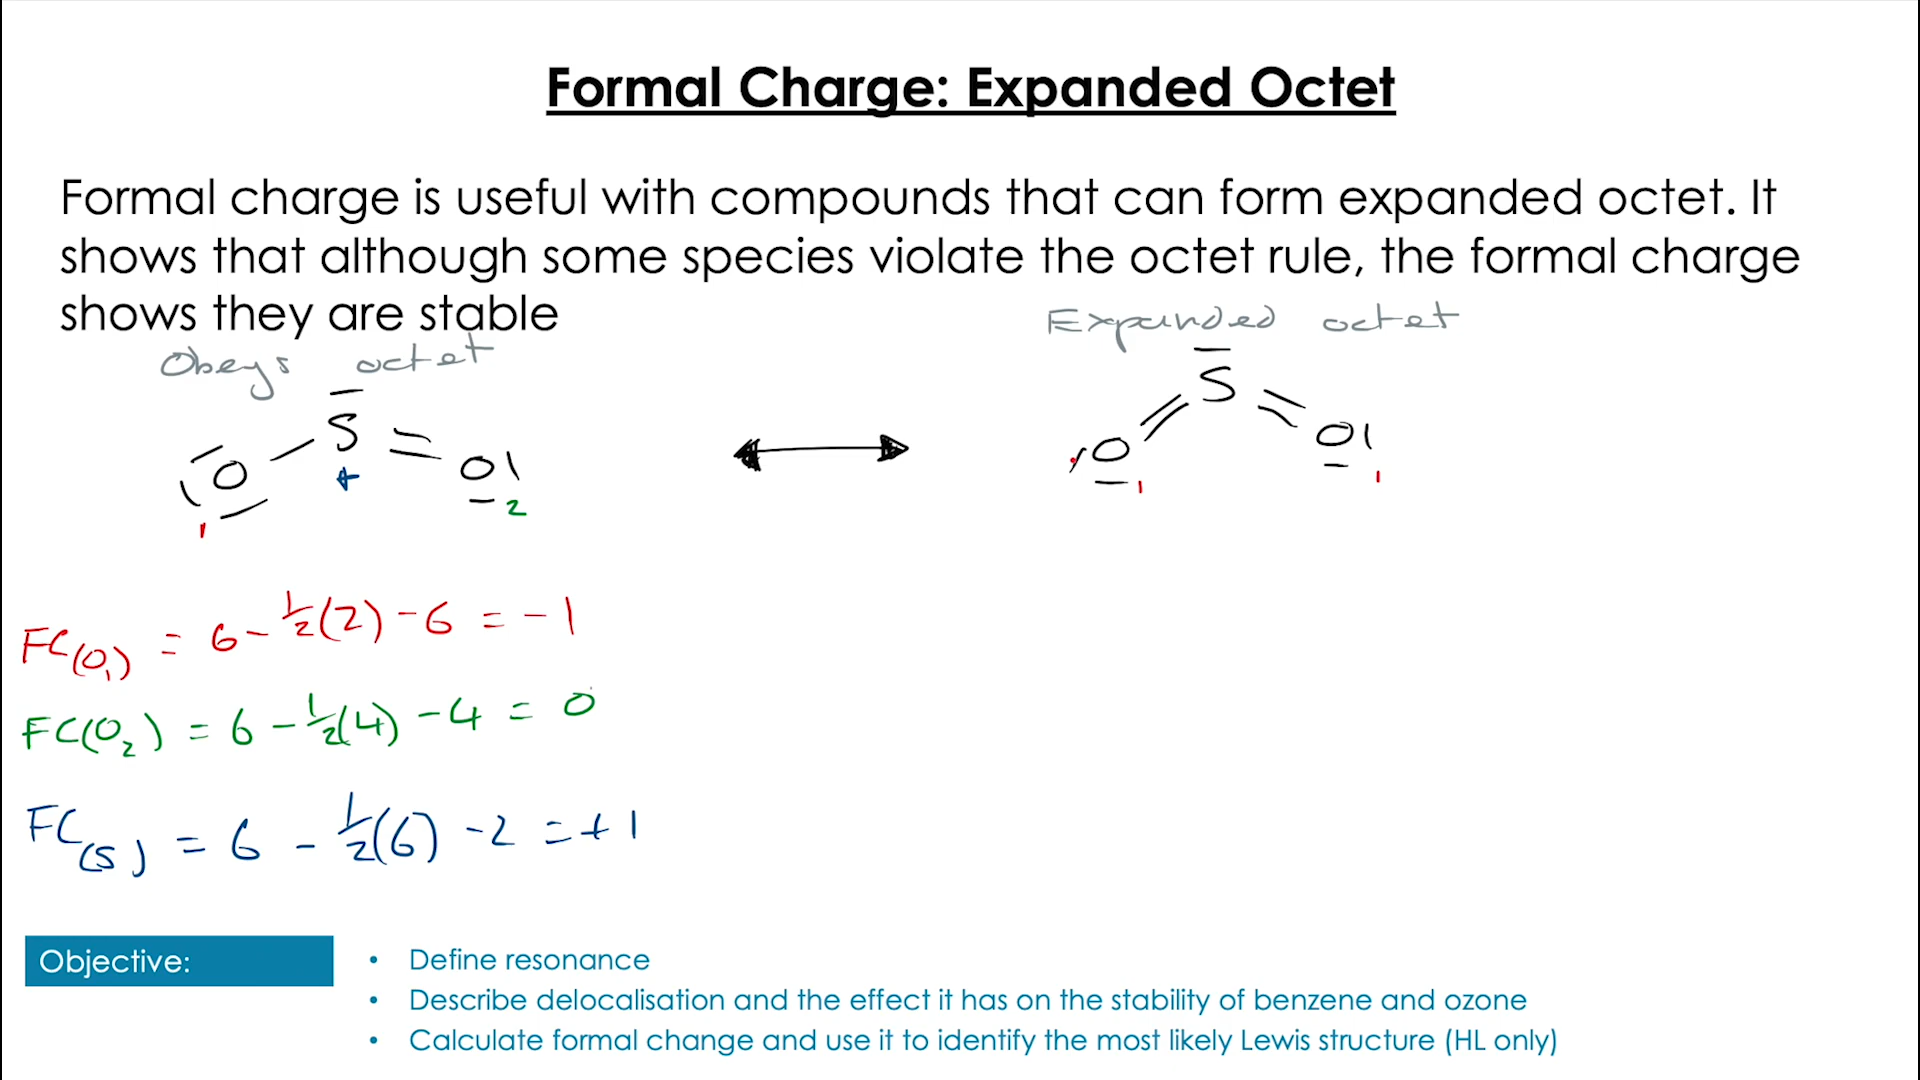 Formal Charge: Expanded Octet
Formal charge is useful with compounds that can form expanded octet. It
shows that although some species violate the octet rule, the formal charge
shows they are stable
Obeys octet
Expanded octet
S
S
O
O
O
O
+
1
2
1
1
FC(O₁) = 6 - ½(2) - 6 = -1
FC(O₂) = 6 - ½(4) - 4 = 0
FC(S) = 6 - ½(6) - 2 = +1
Objective:
• Define resonance
• Describe delocalisation and the effect it has on the stability of benzene and ozone
• Calculate formal change and use it to identify the most likely Lewis structure (HL only)